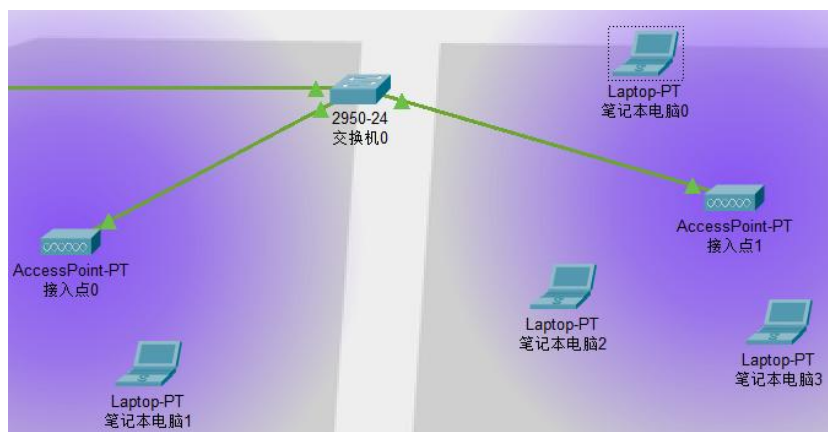 Laptop-PT
笔记本电脑0
2950-24
交换机0
AccessPoint-PT
接入点1
AccessPoint-PT
接入点0
Laptop-PT
笔记本电脑2
Laptop-PT
笔记本电脑3
Laptop-PT
笔记本电脑1